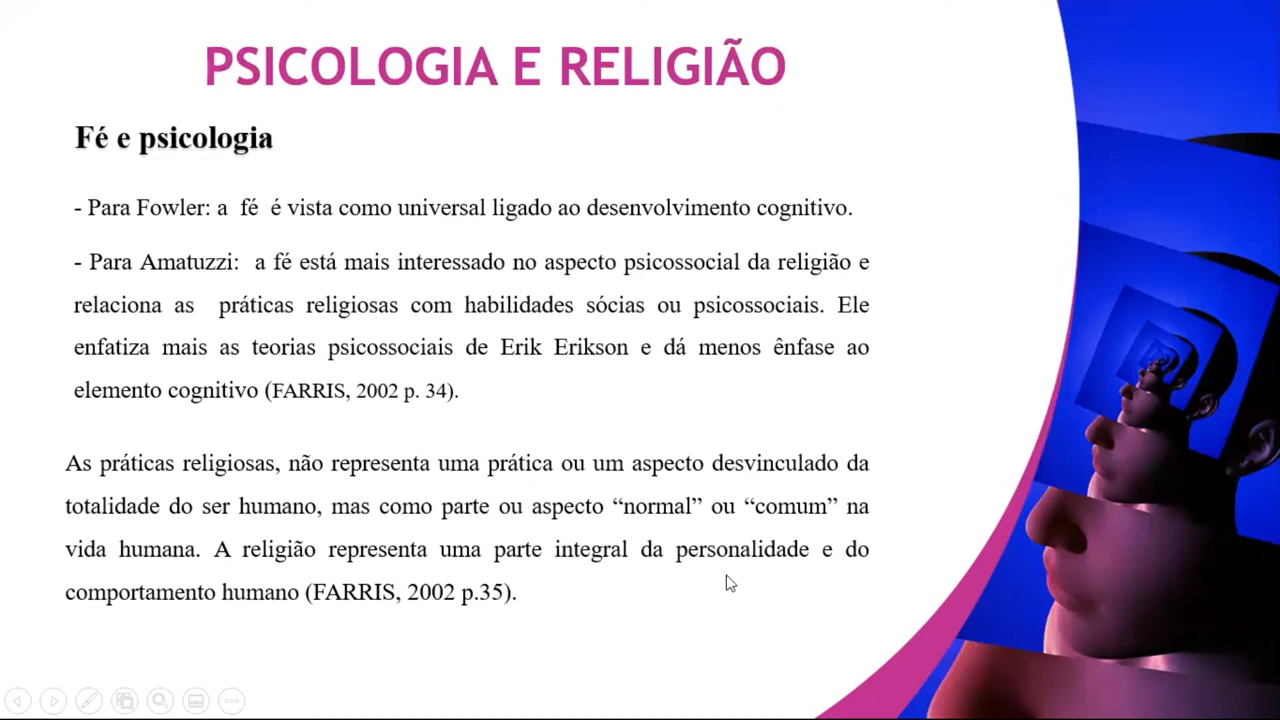 PSICOLOGIA E RELIGIÃO
Fé e psicologia
- Para Fowler: a fé é vista como universal ligado ao desenvolvimento cognitivo.
- Para Amatuzzi: a fé está mais interessado no aspecto psicossocial da religião e
relaciona as práticas religiosas com habilidades sócias ou psicossociais. Ele
enfatiza mais as teorias psicossociais de Erik Erikson e dá menos ênfase ao
elemento cognitivo (FARRIS, 2002 p. 34).
As práticas religiosas, não representa uma prática ou um aspecto desvinculado da
totalidade do ser humano, mas como parte ou aspecto “normal” ou “comum” na
vida humana. A religião representa uma parte integral da personalidade e do
comportamento humano (FARRIS, 2002 p.35).